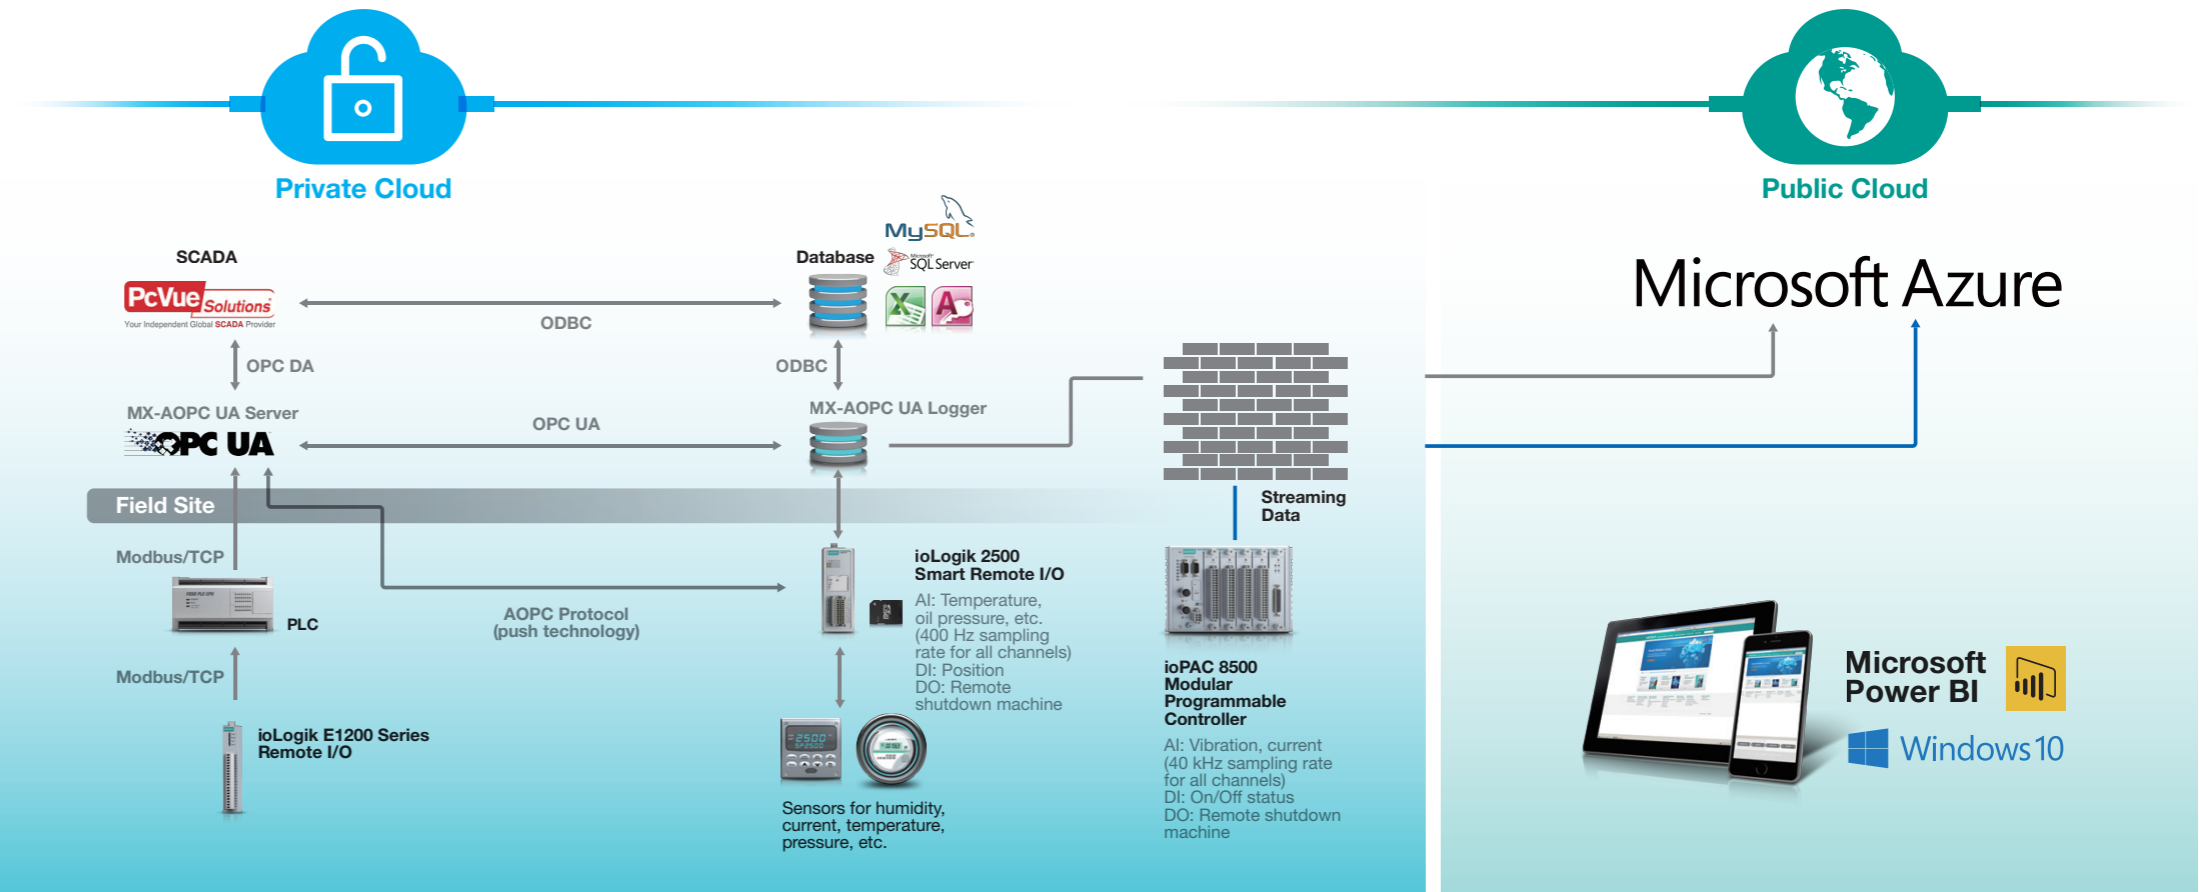 Private Cloud
Public Cloud
SCADA
PcVue Solutions
Your Independent Global SCADA Provider
ODBC
Database
MySQL
Microsoft
SQL Server
Microsoft Azure
OPC DA
ODBC
MX-AOPC UA Server
OPC UA
OPC UA
MX-AOPC UA Logger
Field Site
Streaming
Data
Modbus/TCP
PLC
Modbus/TCP
ioLogik E1200 Series
Remote I/O
AOPC Protocol
(push technology)
ioLogik 2500
Smart Remote I/O
AI: Temperature,
oil pressure, etc.
(400 Hz sampling
rate for all channels)
DI: Position
DO: Remote
shutdown machine
2500
Sensors for humidity,
current, temperature,
pressure, etc.
ioPAC 8500
Modular
Programmable
Controller
AI: Vibration, current
(40 kHz sampling rate
for all channels)
DI: On/Off status
DO: Remote shutdown
machine
Microsoft
Power BI
Windows 10